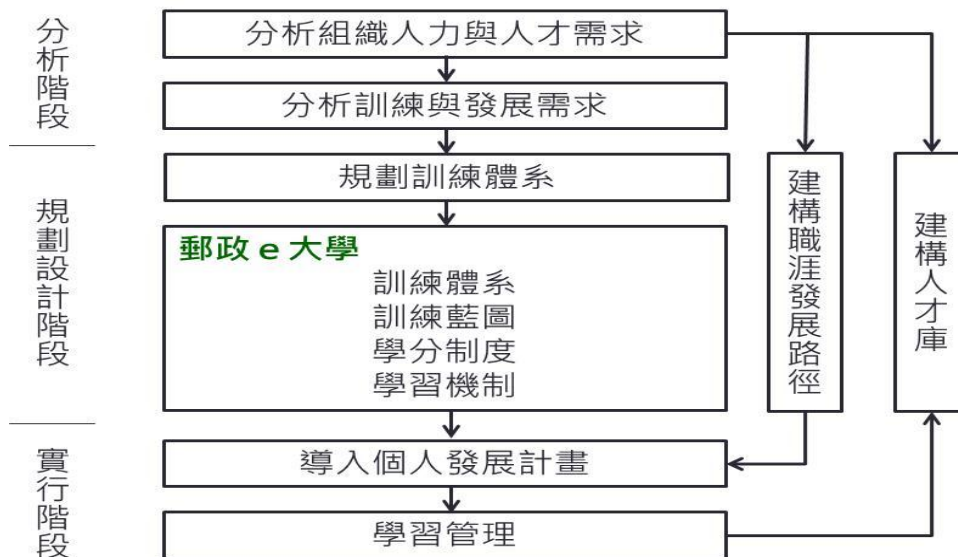 分析階段
分析組織人力與人才需求
分析訓練與發展需求
規劃設計階段
規劃訓練體系
郵政e大學
訓練體系
訓練藍圖
學分制度
學習機制
建構職涯發展路徑
建構人才庫
實行階段
導入個人發展計畫
學習管理